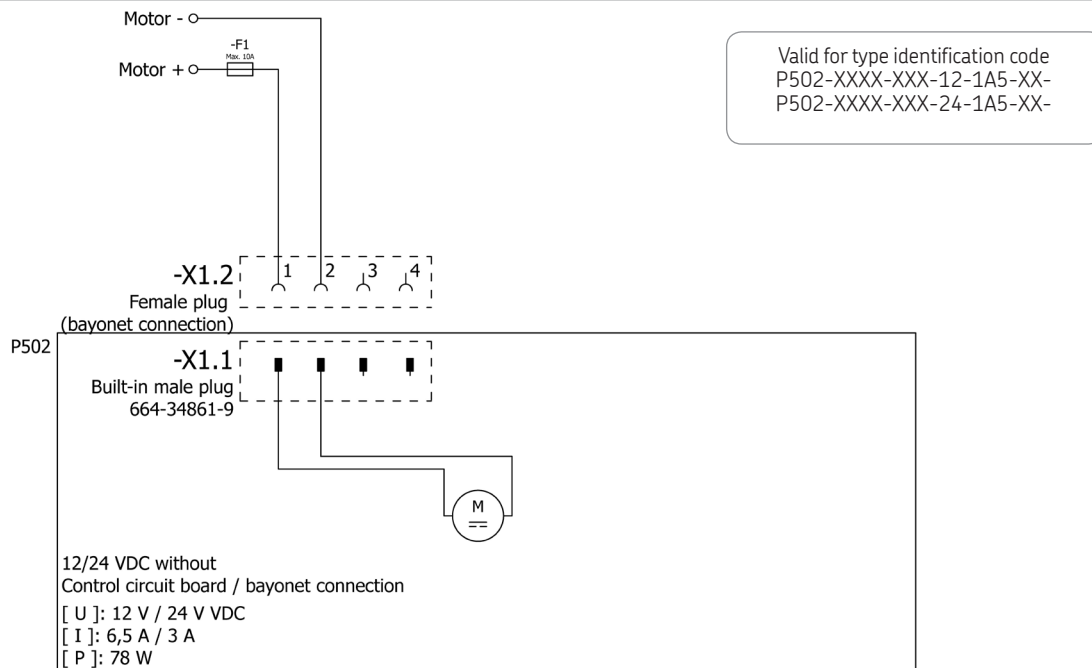 Motor -
-F1
Max. 10A
Motor +
Valid for type identification code
P502-XXXX-XXX-12-1A5-XX-
P502-XXXX-XXX-24-1A5-XX-
-X1.2
1 2 3 4
Female plug
(bayonet connection)
P502
-X1.1
Built-in male plug
664-34861-9
M
12/24 VDC without
Control circuit board / bayonet connection
[ U ]: 12 V / 24 V VDC
[ I ]: 6,5 A / 3 A
[ P ]: 78 W